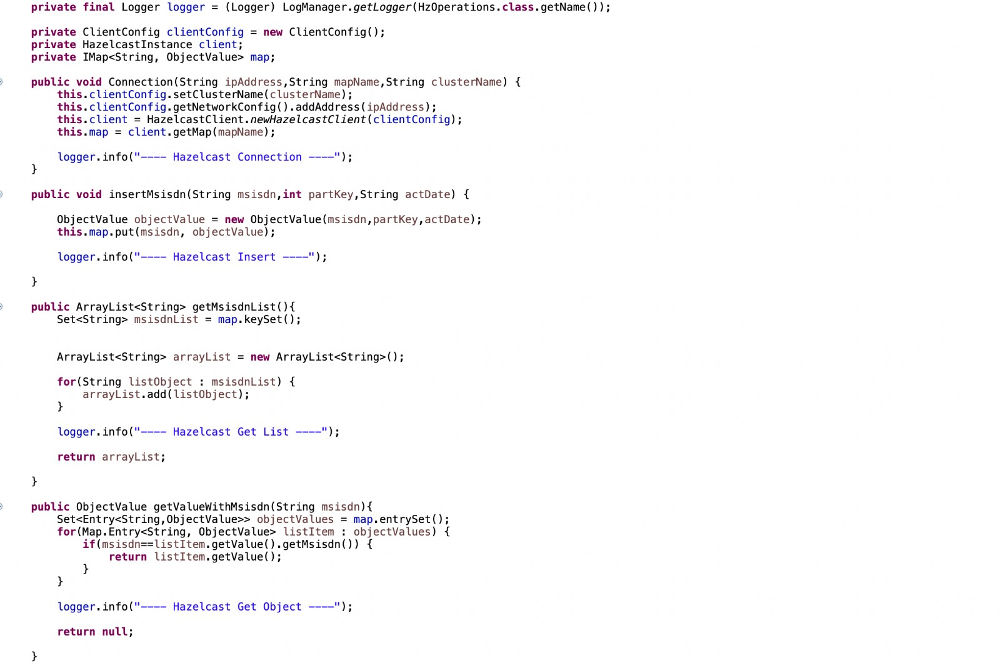 private final Logger logger = (Logger) LogManager.getLogger(HzOperations.class.getName());
private ClientConfig clientConfig = new ClientConfig();
private HazelcastInstance client;
private IMap<String, ObjectValue> map;
public void Connection(String ipAddress,String mapName,String clusterName) {
this.clientConfig.setClusterName(clusterName);
this.clientConfig.getNetworkConfig().addAddress(ipAddress);
this.client = HazelcastClient.newHazelcastClient(clientConfig);
this.map = client.getMap(mapName);
logger.info("---- Hazelcast Connection ----");
}
public void insertMsisdn(String msisdn,int partKey,String actDate) {
ObjectValue objectValue = new ObjectValue(msisdn,partKey,actDate);
this.map.put(msisdn, objectValue);
logger.info("---- Hazelcast Insert ----");
}
public ArrayList<String> getMsisdnList(){
Set<String> msisdnList = map.keySet();
ArrayList<String> arrayList = new ArrayList<String>();
for(String listObject : msisdnList) {
arrayList.add(listObject);
}
logger.info("---- Hazelcast Get List ----");
return arrayList;
}
public ObjectValue getValueWithMsisdn(String msisdn){
Set<Entry<String,ObjectValue>> objectValues = map.entrySet();
for(Map.Entry<String, ObjectValue> listItem : objectValues) {
if(msisdn==listItem.getValue().getMsisdn()) {
return listItem.getValue();
}
}
logger.info("---- Hazelcast Get Object ----");
return null;
}